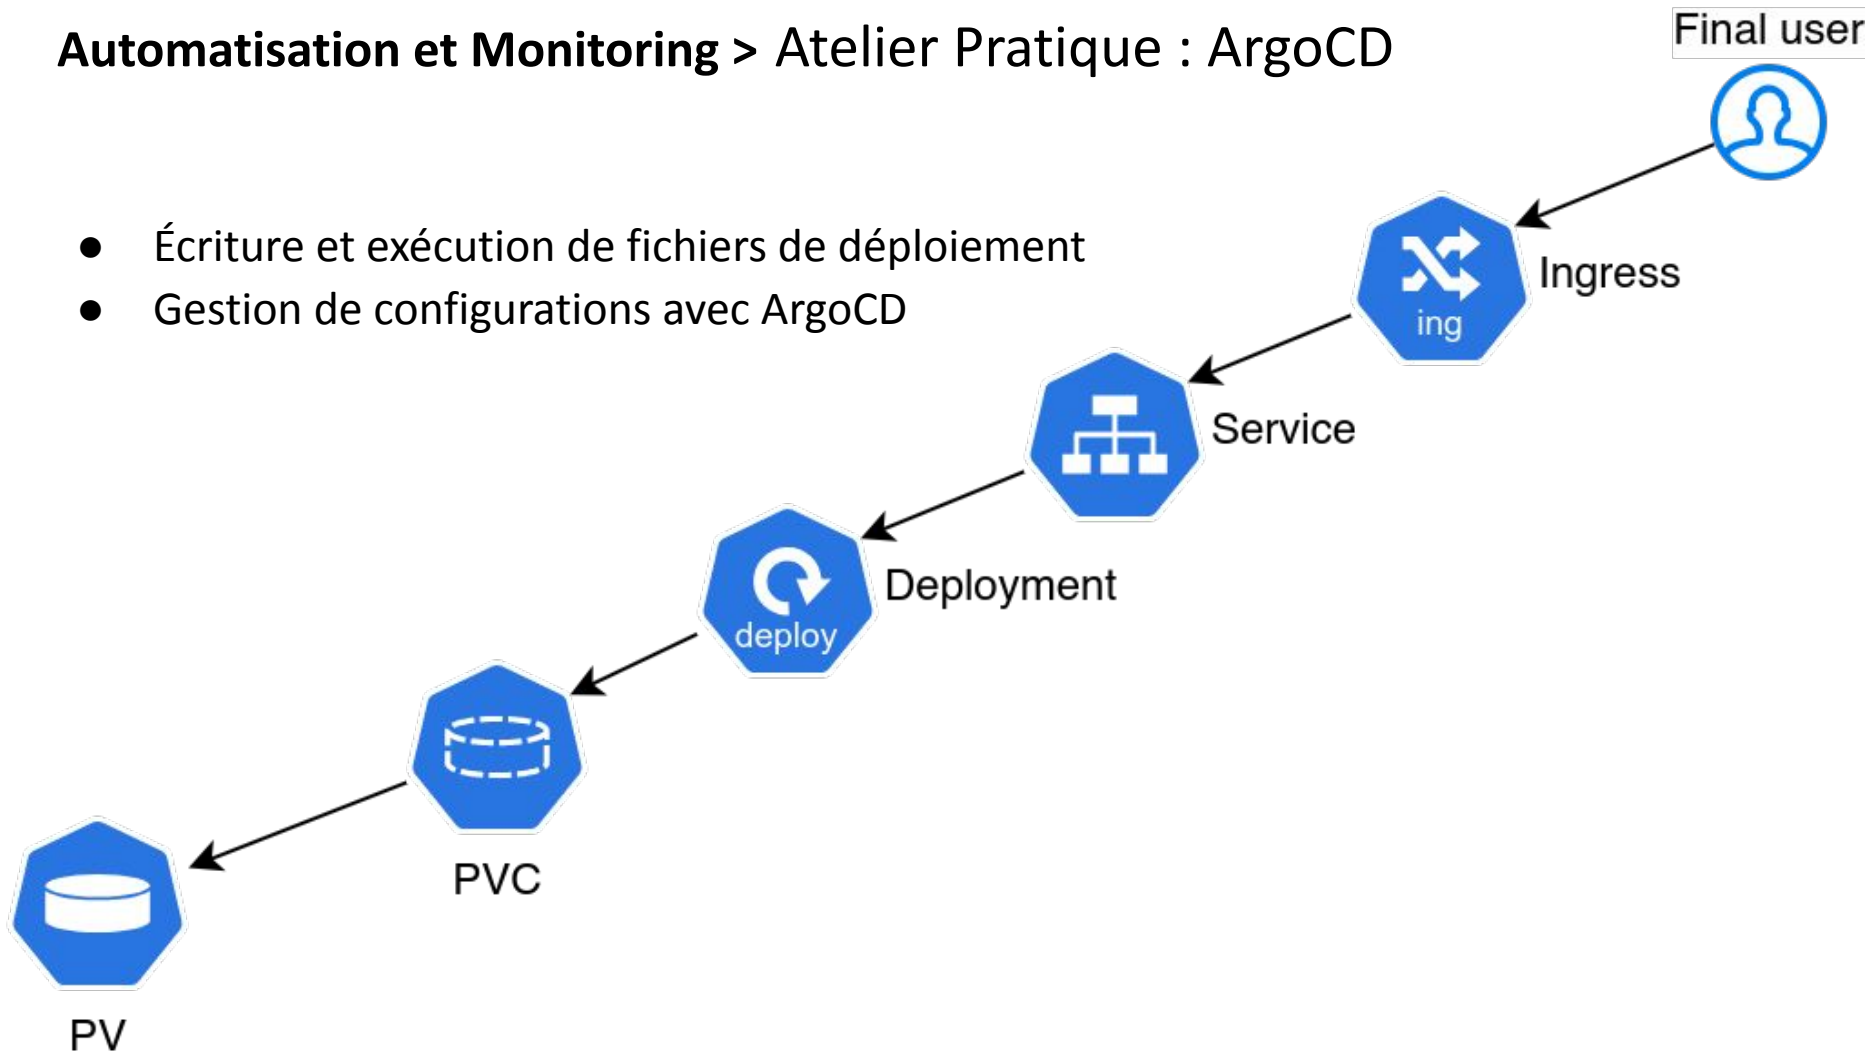 Automatisation et Monitoring > Atelier Pratique : ArgoCD
Final user
● Écriture et exécution de fichiers de déploiement
● Gestion de configurations avec ArgoCD
ing
Ingress
Service
deploy
Deployment
PVC
PV